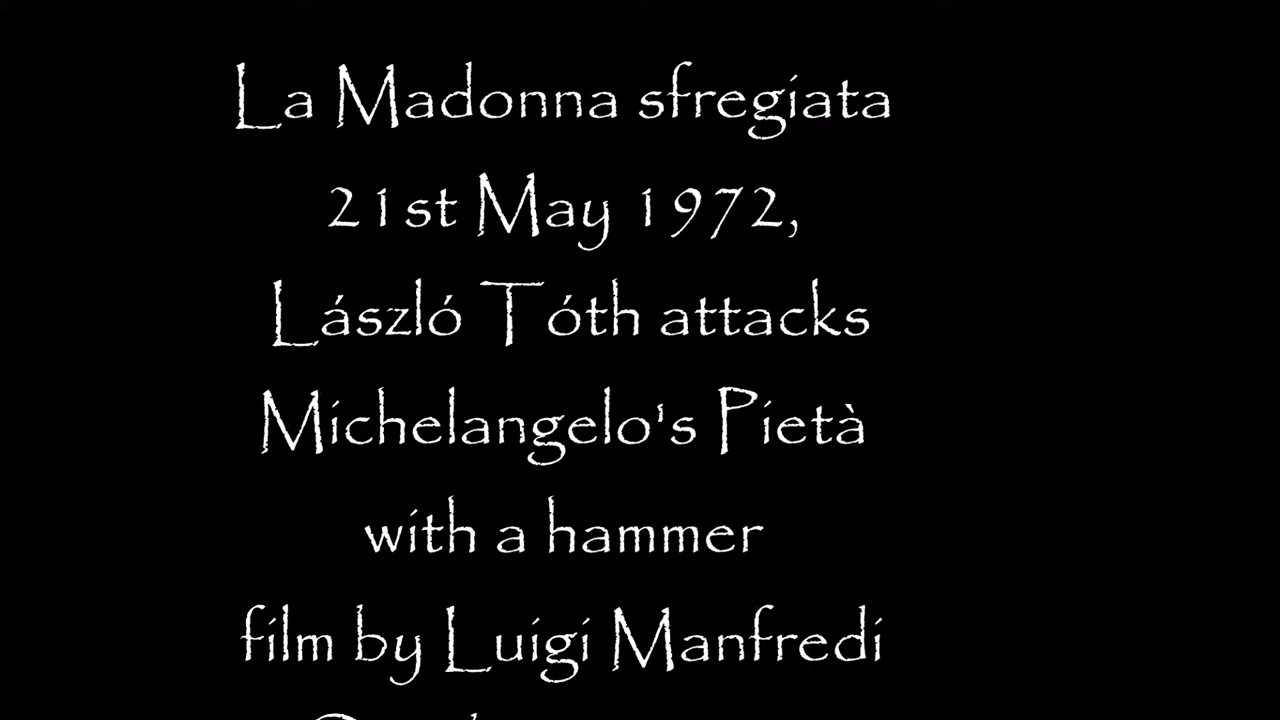 La Madonna sfregiata
21st May 1972,
László Tóth attacks
Michelangelo's Pietà
with a hammer
film by Luigi Manfredi